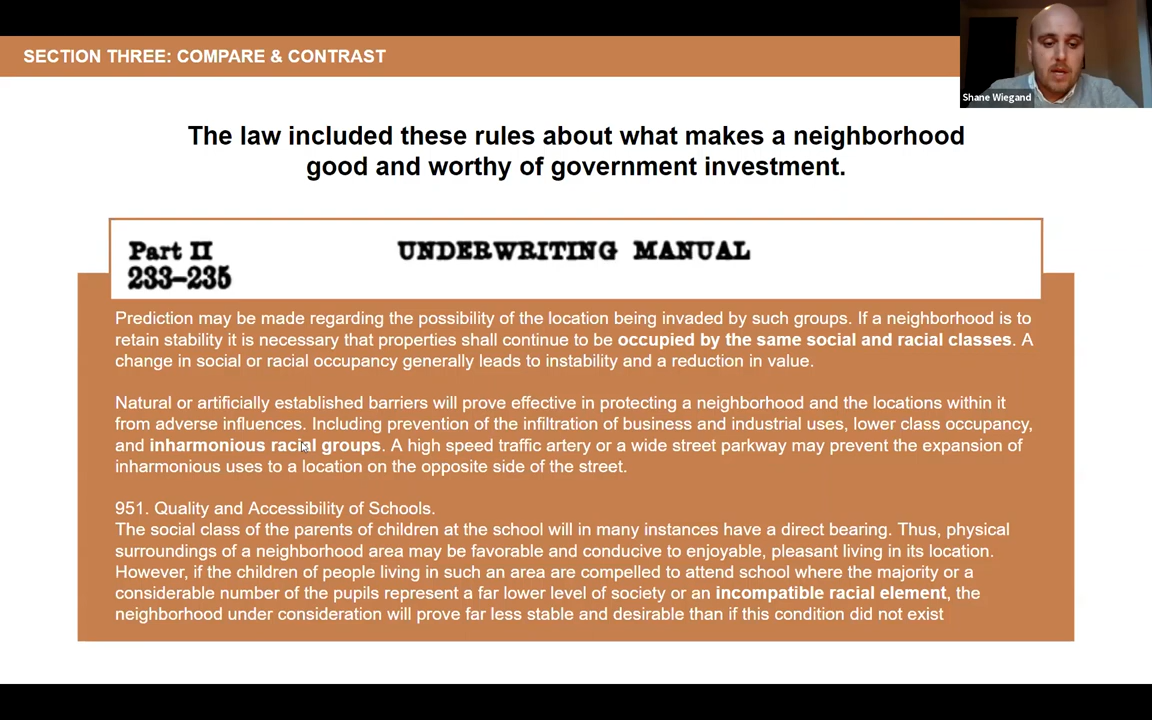 SECTION THREE: COMPARE & CONTRAST
Shane Wiegand
The law included these rules about what makes a neighborhood
good and worthy of government investment.
Part II
233–235
UNDERWRITING MANUAL
Prediction may be made regarding the possibility of the location being invaded by such groups. If a neighborhood is to
retain stability it is necessary that properties shall continue to be occupied by the same social and racial classes. A
change in social or racial occupancy generally leads to instability and a reduction in value.
Natural or artificially established barriers will prove effective in protecting a neighborhood and the locations within it
from adverse influences. Including prevention of the infiltration of business and industrial uses, lower class occupancy,
and inharmonious racial groups. A high speed traffic artery or a wide street parkway may prevent the expansion of
inharmonious uses to a location on the opposite side of the street.
951. Quality and Accessibility of Schools.
The social class of the parents of children at the school will in many instances have a direct bearing. Thus, physical
surroundings of a neighborhood area may be favorable and conducive to enjoyable, pleasant living in its location.
However, if the children of people living in such an area are compelled to attend school where the majority or a
considerable number of the pupils represent a far lower level of society or an incompatible racial element, the
neighborhood under consideration will prove far less stable and desirable than if this condition did not exist